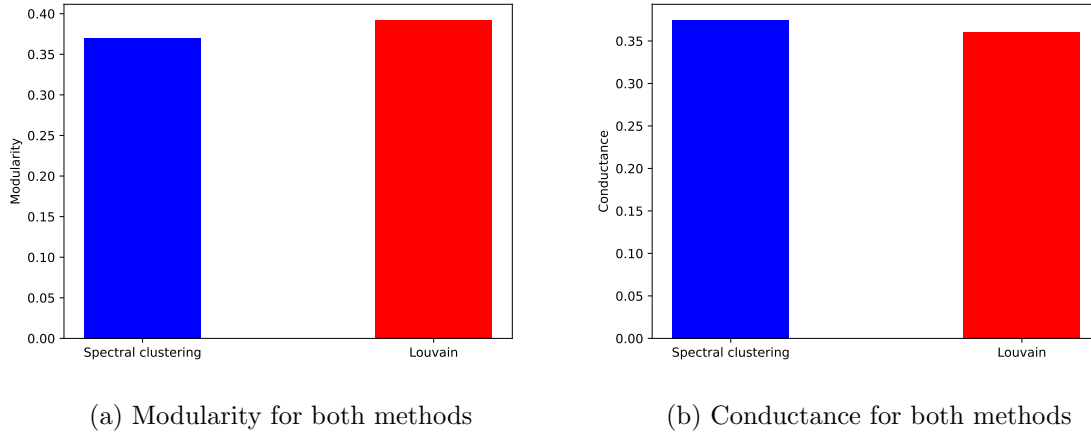 0.40
0.35
0.30
0.25
0.20
0.15
0.10
0.05
0.00
Modularity
Spectral clustering Louvain
(a) Modularity for both methods
0.35
0.30
0.25
0.20
0.15
0.10
0.05
0.00
Conductance
Spectral clustering Louvain
(b) Conductance for both methods